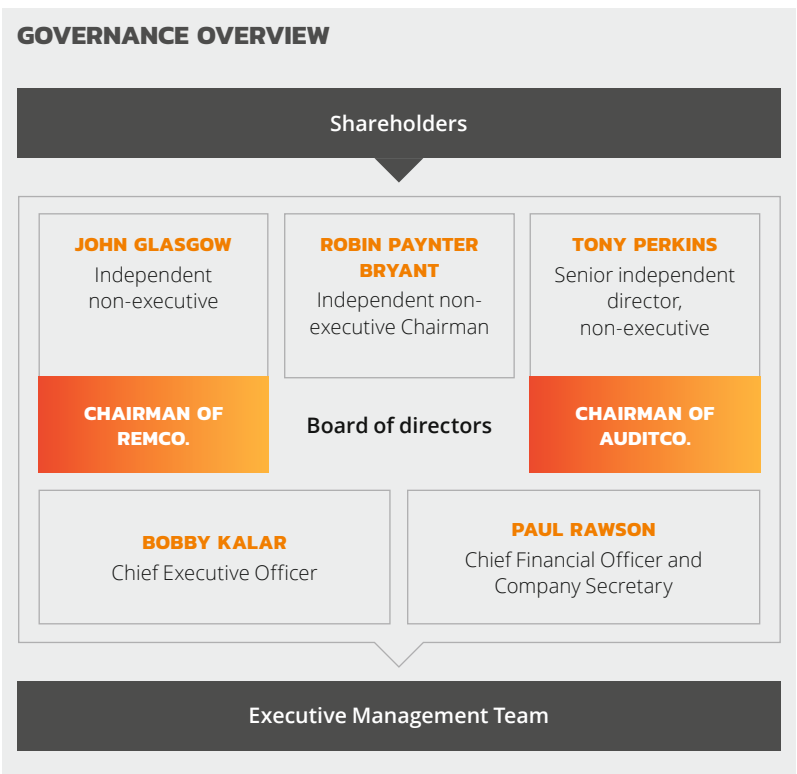 GOVERNANCE OVERVIEW
Shareholders
JOHN GLASGOW
Independent
non-executive
CHAIRMAN OF
REMCO.
ROBIN PAYNTER
BRYANT
Independent non-
executive Chairman
TONY PERKINS
Senior independent
director,
non-executive
CHAIRMAN OF
AUDITCO.
Board of directors
BOBBY KALAR
Chief Executive Officer
PAUL RAWSON
Chief Financial Officer and
Company Secretary
Executive Management Team